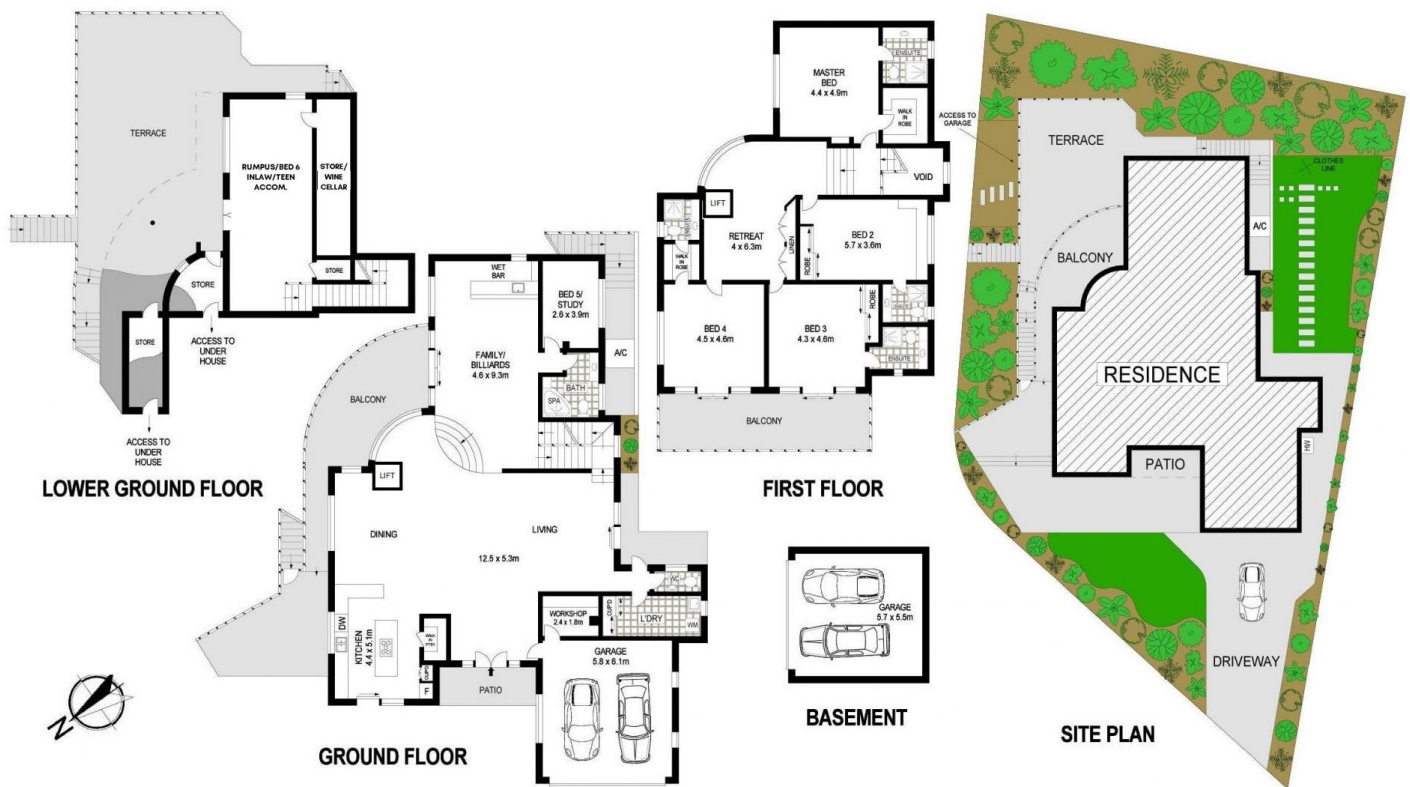 TERRACE
RUMPUS/BED 6
INLAW/TEEN
ACCOM.
STORE/
WINE
CELLAR
STORE
STORE
STORE
ACCESS TO
UNDER
HOUSE
ACCESS TO
UNDER
HOUSE
LOWER GROUND FLOOR
WET
BAR
BED 5/
STUDY
2.6 x 3.9m
FAMILY/
BILLIARDS
4.6 x 9.3m
A/C
BATH
SPA
BALCONY
LIFT
DINING
LIVING
12.5 x 5.3m
WC
CUP'D
L'DRY
WM
WORKSHOP
2.4 x 1.8m
DW
KITCHEN
4.4 x 5.1m
WALK
IN
PTRY
CUP'D
F
PATIO
GARAGE
5.8 x 6.1m
N
GROUND FLOOR
MASTER
BED
4.4 x 4.9m
ENSUITE
WALK
IN
ROBE
VOID
LIFT
ENSUITE
RETREAT
4 x 6.3m
LINEN
BED 2
5.7 x 3.6m
ROBE
WALK
IN
ROBE
BED 4
4.5 x 4.6m
BED 3
4.3 x 4.6m
ROBE
ENSUITE
BALCONY
FIRST FLOOR
GARAGE
5.7 x 5.5m
BASEMENT
ACCESS TO
GARAGE
TERRACE
CLOTHES
LINE
A/C
BALCONY
RESIDENCE
HW
PATIO
DRIVEWAY
SITE PLAN